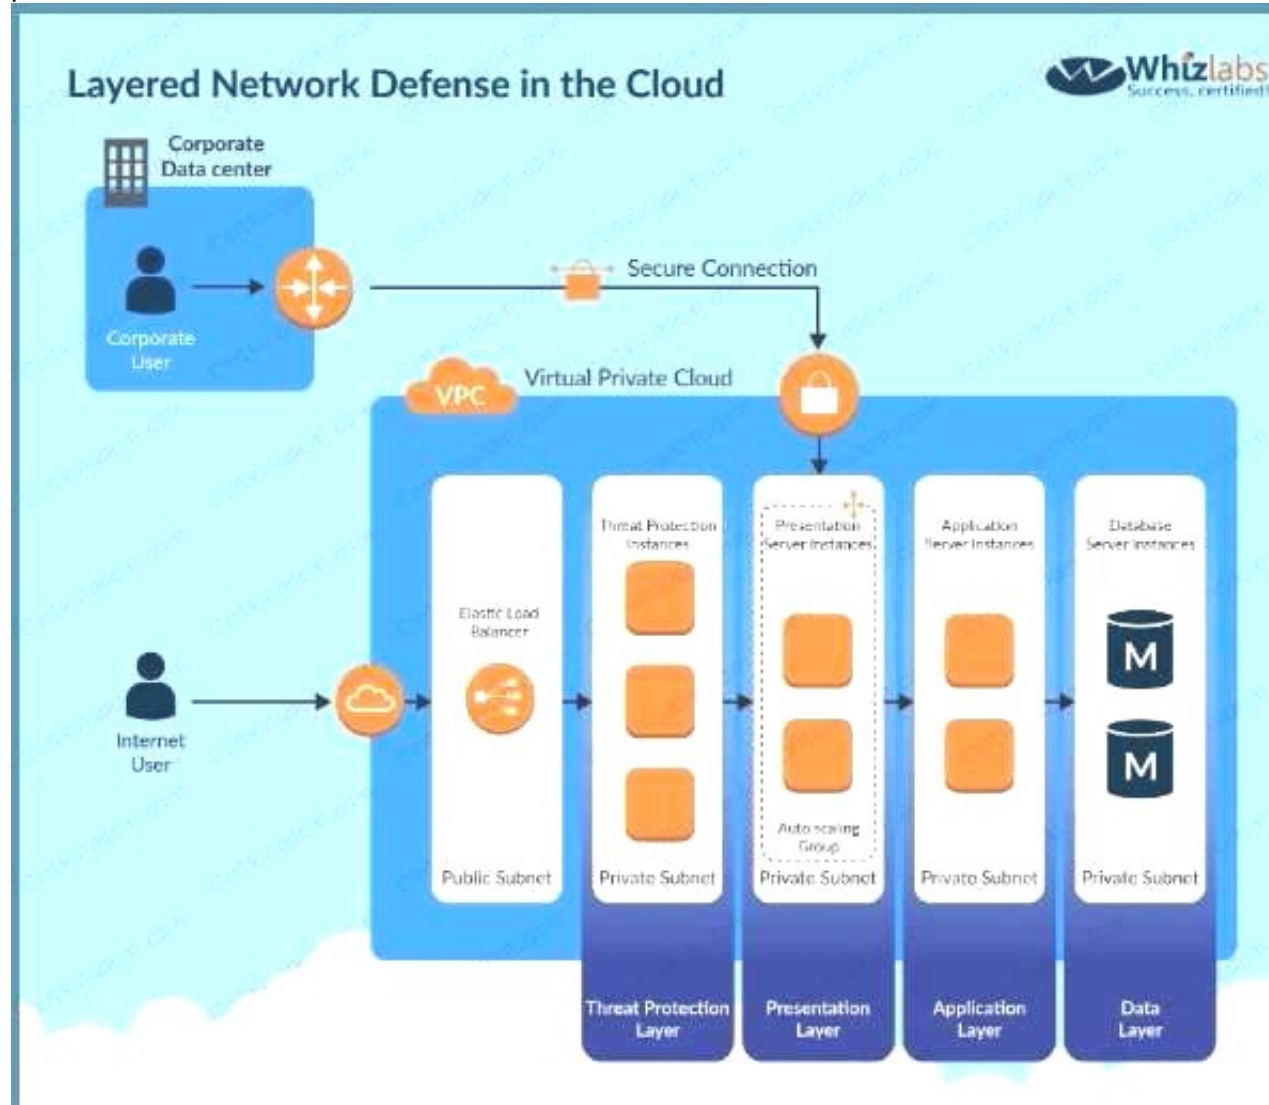 Layered Network Defense in the Cloud
Whizlabs
Success, certified!
Corporate
Data center
Secure Connection
Corporate
User
VPC
Virtual Private Cloud
Threat Protection
Instances
Presentation
Server Instances
Application
Server Instances
Database
Server Instances
Elastic Load
Balancer
M
Internet
User
M
Auto scaling
Group
Public Subnet
Private Subnet
Private Subnet
Private Subnet
Private Subnet
Threat Protection
Layer
Presentation
Layer
Application
Layer
Data
Layer